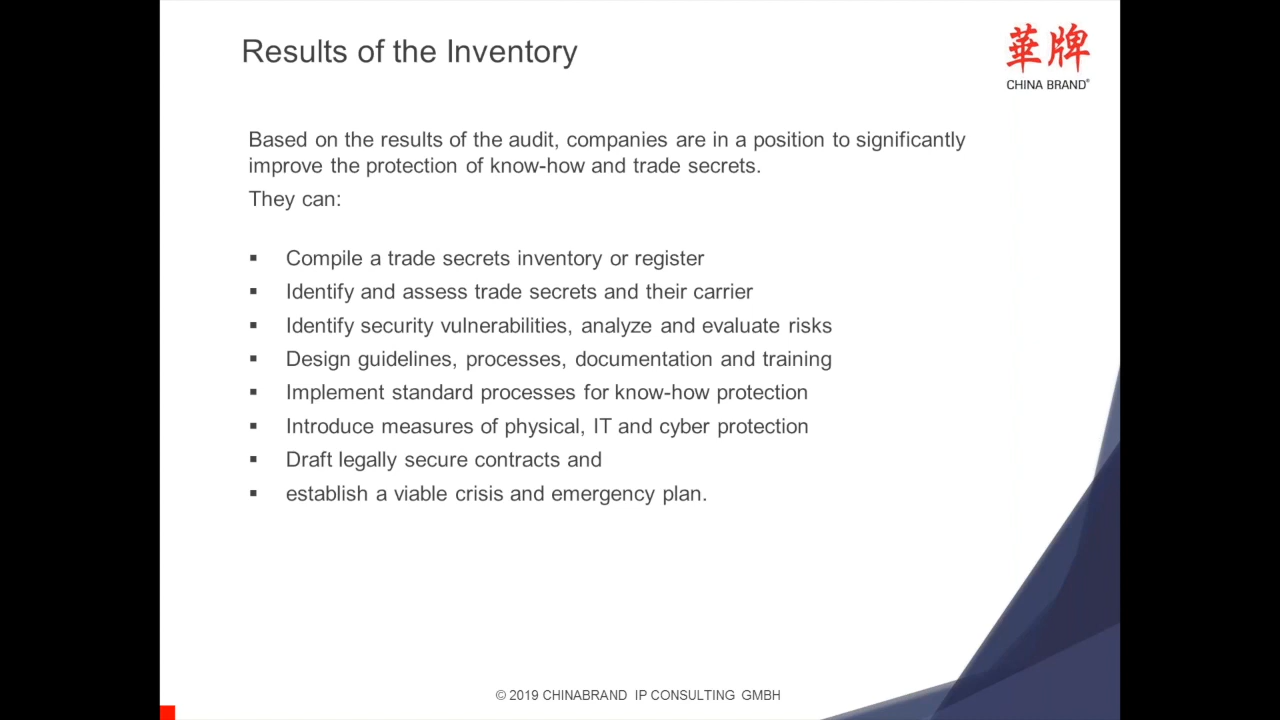 Results of the Inventory
華牌
CHINA BRAND®
Based on the results of the audit, companies are in a position to significantly
improve the protection of know-how and trade secrets.
They can:
▪ Compile a trade secrets inventory or register
▪ Identify and assess trade secrets and their carrier
▪ Identify security vulnerabilities, analyze and evaluate risks
▪ Design guidelines, processes, documentation and training
▪ Implement standard processes for know-how protection
▪ Introduce measures of physical, IT and cyber protection
▪ Draft legally secure contracts and
▪ establish a viable crisis and emergency plan.
© 2019 CHINABRAND IP CONSULTING GMBH